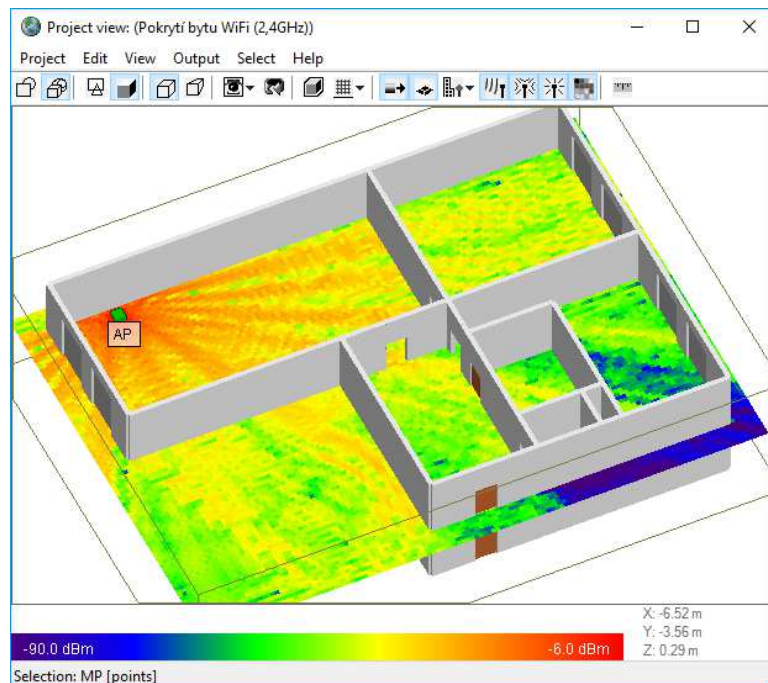 Project view: (Pokrytí bytu WiFi (2,4GHz))
Project Edit View Output Select Help
AP
X: -6.52 m
Y: -3.56 m
Z: 0.29 m
-90.0 dBm -6.0 dBm
Selection: MP [points]